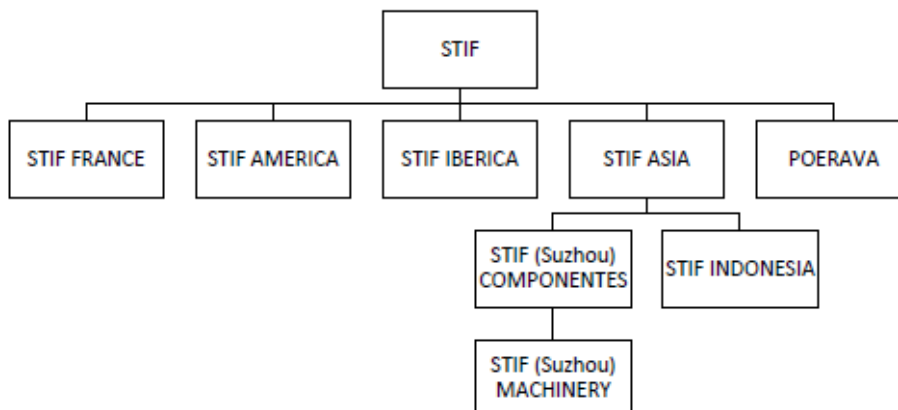 STIF
STIF FRANCE
STIF AMERICA
STIF IBERICA
STIF ASIA
POERAVA
STIF (Suzhou)
COMPONENTES
STIF INDONESIA
STIF (Suzhou)
MACHINERY